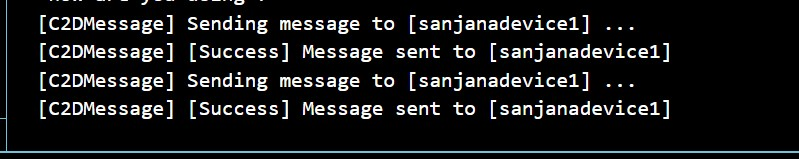 [C2DMessage] Sending message to [sanjanadevice1] ...
[C2DMessage] [Success] Message sent to [sanjanadevice1]
[C2DMessage] Sending message to [sanjanadevice1] ...
[C2DMessage] [Success] Message sent to [sanjanadevice1]